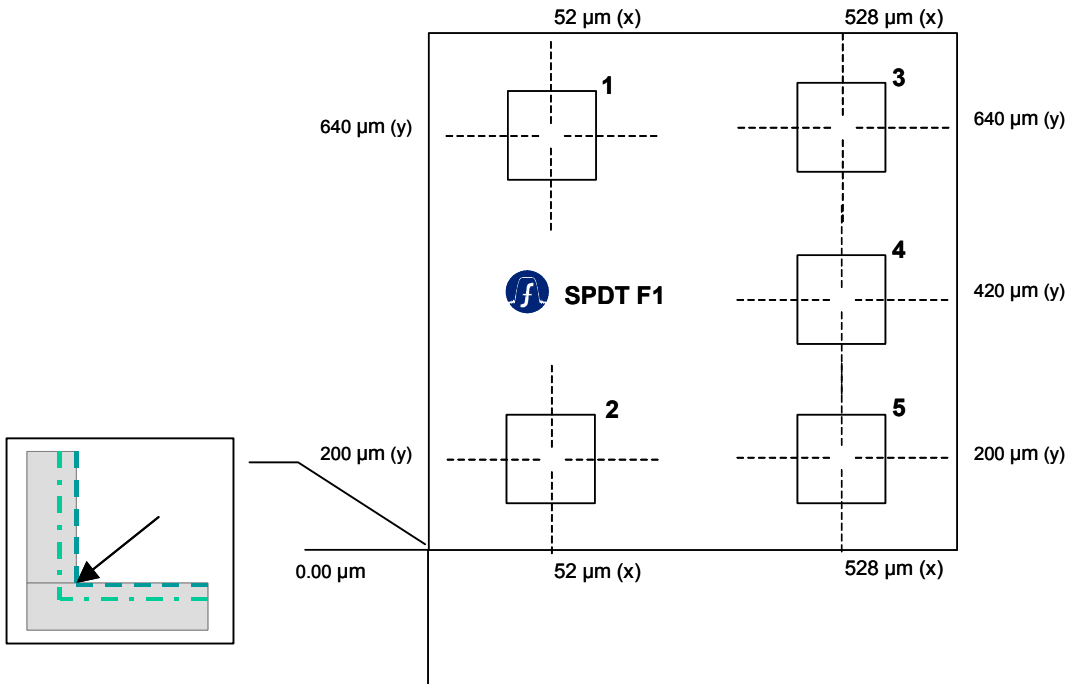 52 µm (x)
528 µm (x)
1
3
640 µm (y)
640 µm (y)
4
SPDT F1
420 µm (y)
2
5
200 µm (y)
200 µm (y)
0.00 µm
52 µm (x)
528 µm (x)